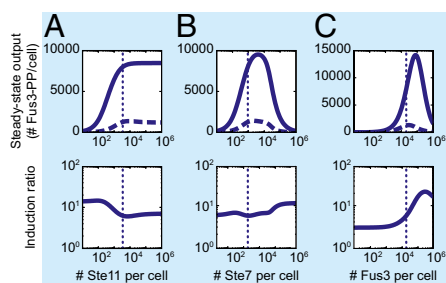 A B C
Steady-state output
(# Fus3-PP/cell)
10000
5000
0
10² 10⁴ 10⁶
10000
5000
0
10² 10⁴ 10⁶
15000
10000
5000
0
10⁰ 10² 10⁴ 10⁶
Induction ratio
10²
10¹
10⁰
10² 10⁴ 10⁶
10²
10¹
10⁰
10² 10⁴ 10⁶
10²
10¹
10⁰
10⁰ 10² 10⁴ 10⁶
# Ste11 per cell
# Ste7 per cell
# Fus3 per cell